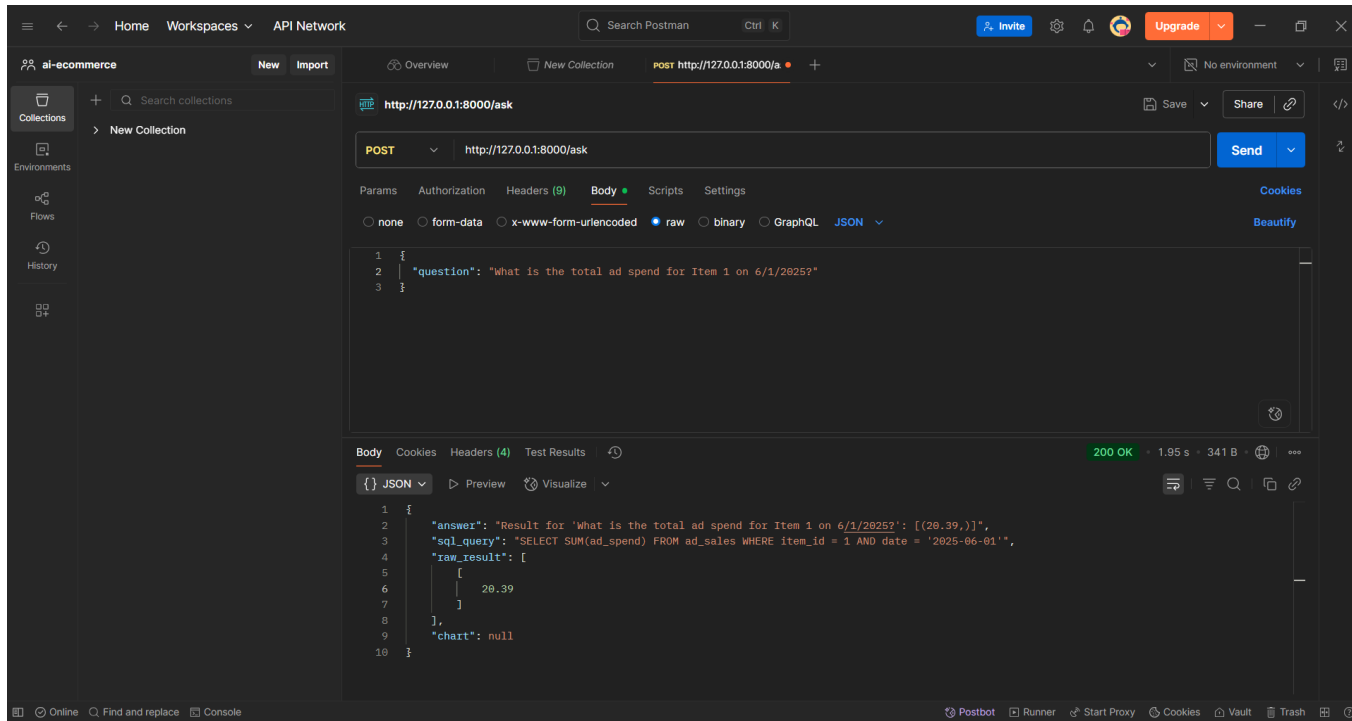 Home Workspaces API Network Search Postman Ctrl K Invite Upgrade
ai-ecommerce New Import Overview New Collection POST http://127.0.0.1:8000/a. No environment
Collections
Search collections
New Collection
Environments
Flows
History
HTTP http://127.0.0.1:8000/ask Save Share
POST http://127.0.0.1:8000/ask Send
Params Authorization Headers (9) Body Scripts Settings Cookies
none form-data x-www-form-urlencoded raw binary GraphQL JSON Beautify
1 {
2 "question": "What is the total ad spend for Item 1 on 6/1/2025?"
3 }
Body Cookies Headers (4) Test Results 200 OK 1.95 s 341 B
{} JSON Preview Visualize
1 {
2 "answer": "Result for 'What is the total ad spend for Item 1 on 6/1/2025?': [(20.39,)]",
3 "sql_query": "SELECT SUM(ad_spend) FROM ad_sales WHERE item_id = 1 AND date = '2025-06-01'",
4 "raw_result": [
5 [
6 20.39
7 ]
8 ],
9 "chart": null
10 }
Online Find and replace Console Postbot Runner Start Proxy Cookies Vault Trash